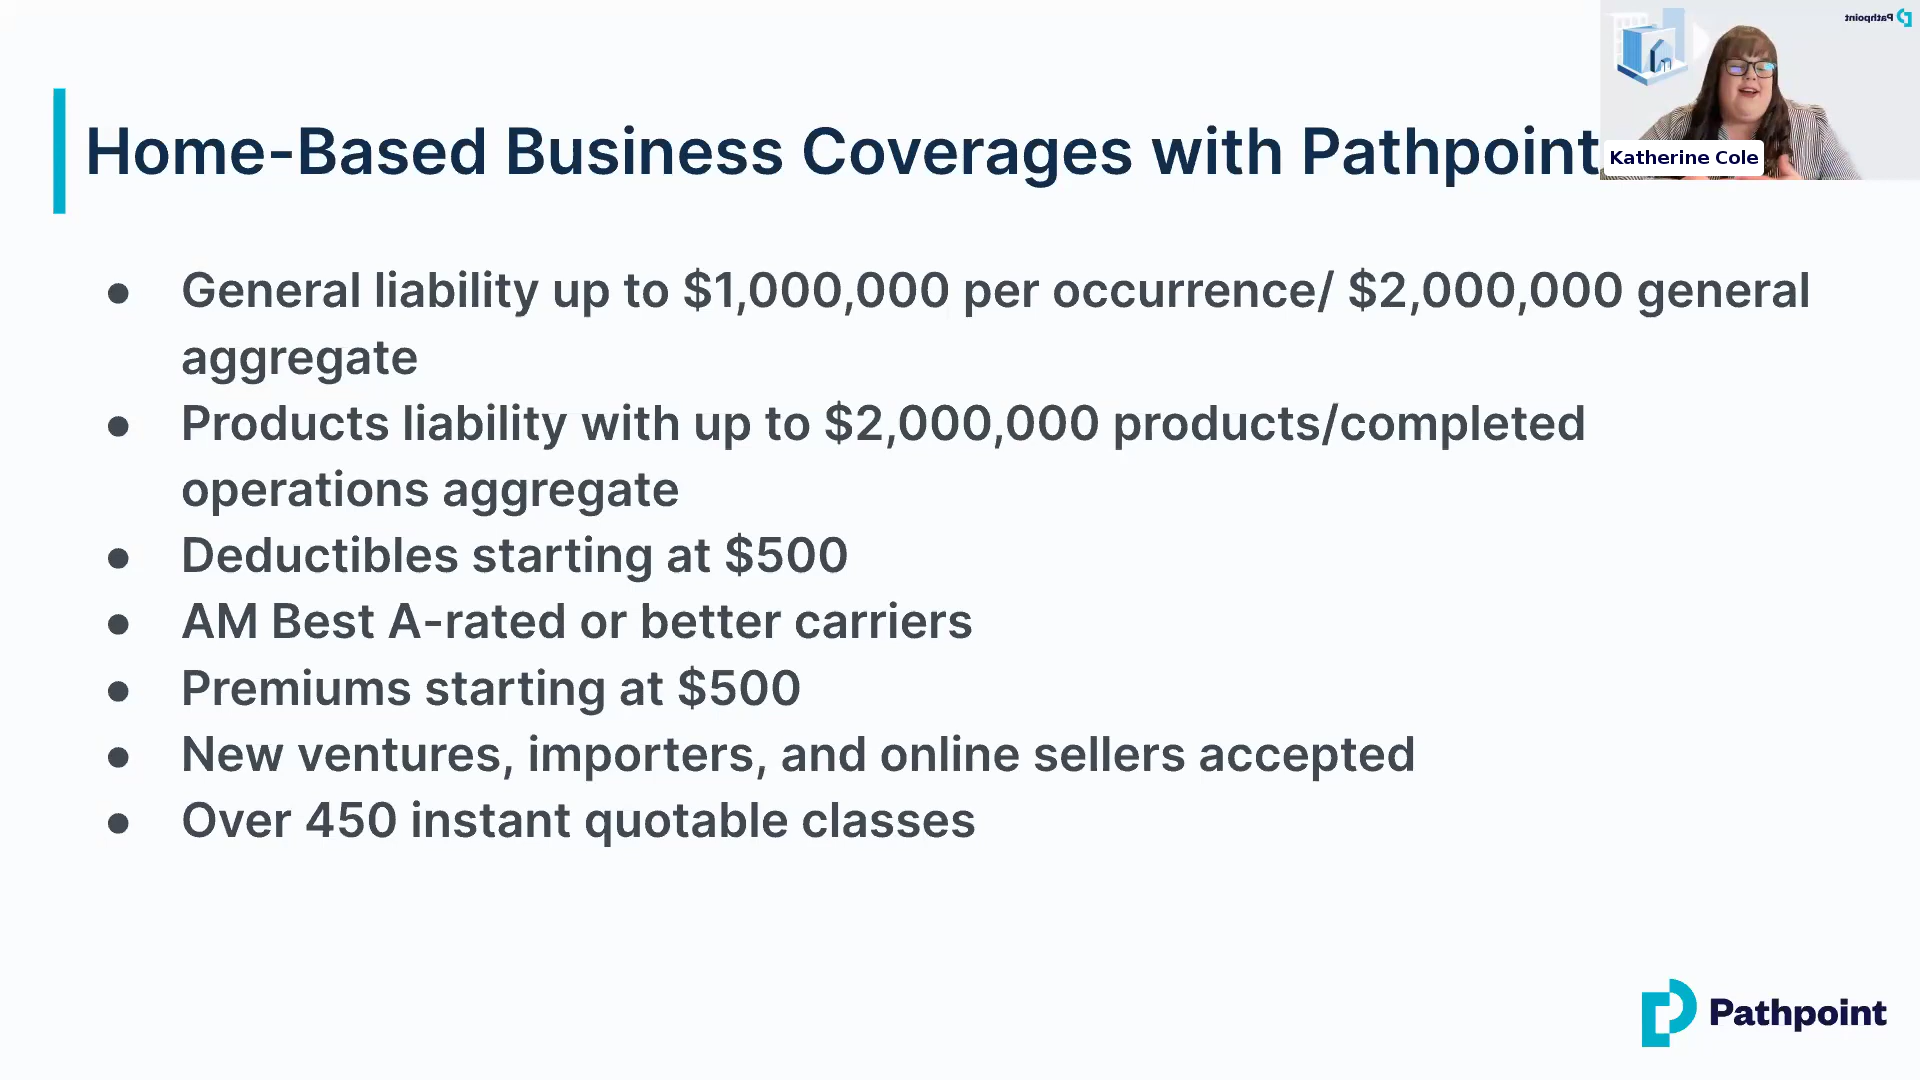 Pathpoint
Home-Based Business Coverages with Pathpoint
Katherine Cole
● General liability up to $1,000,000 per occurrence/ $2,000,000 general
aggregate
● Products liability with up to $2,000,000 products/completed
operations aggregate
● Deductibles starting at $500
● AM Best A-rated or better carriers
● Premiums starting at $500
● New ventures, importers, and online sellers accepted
● Over 450 instant quotable classes
Pathpoint